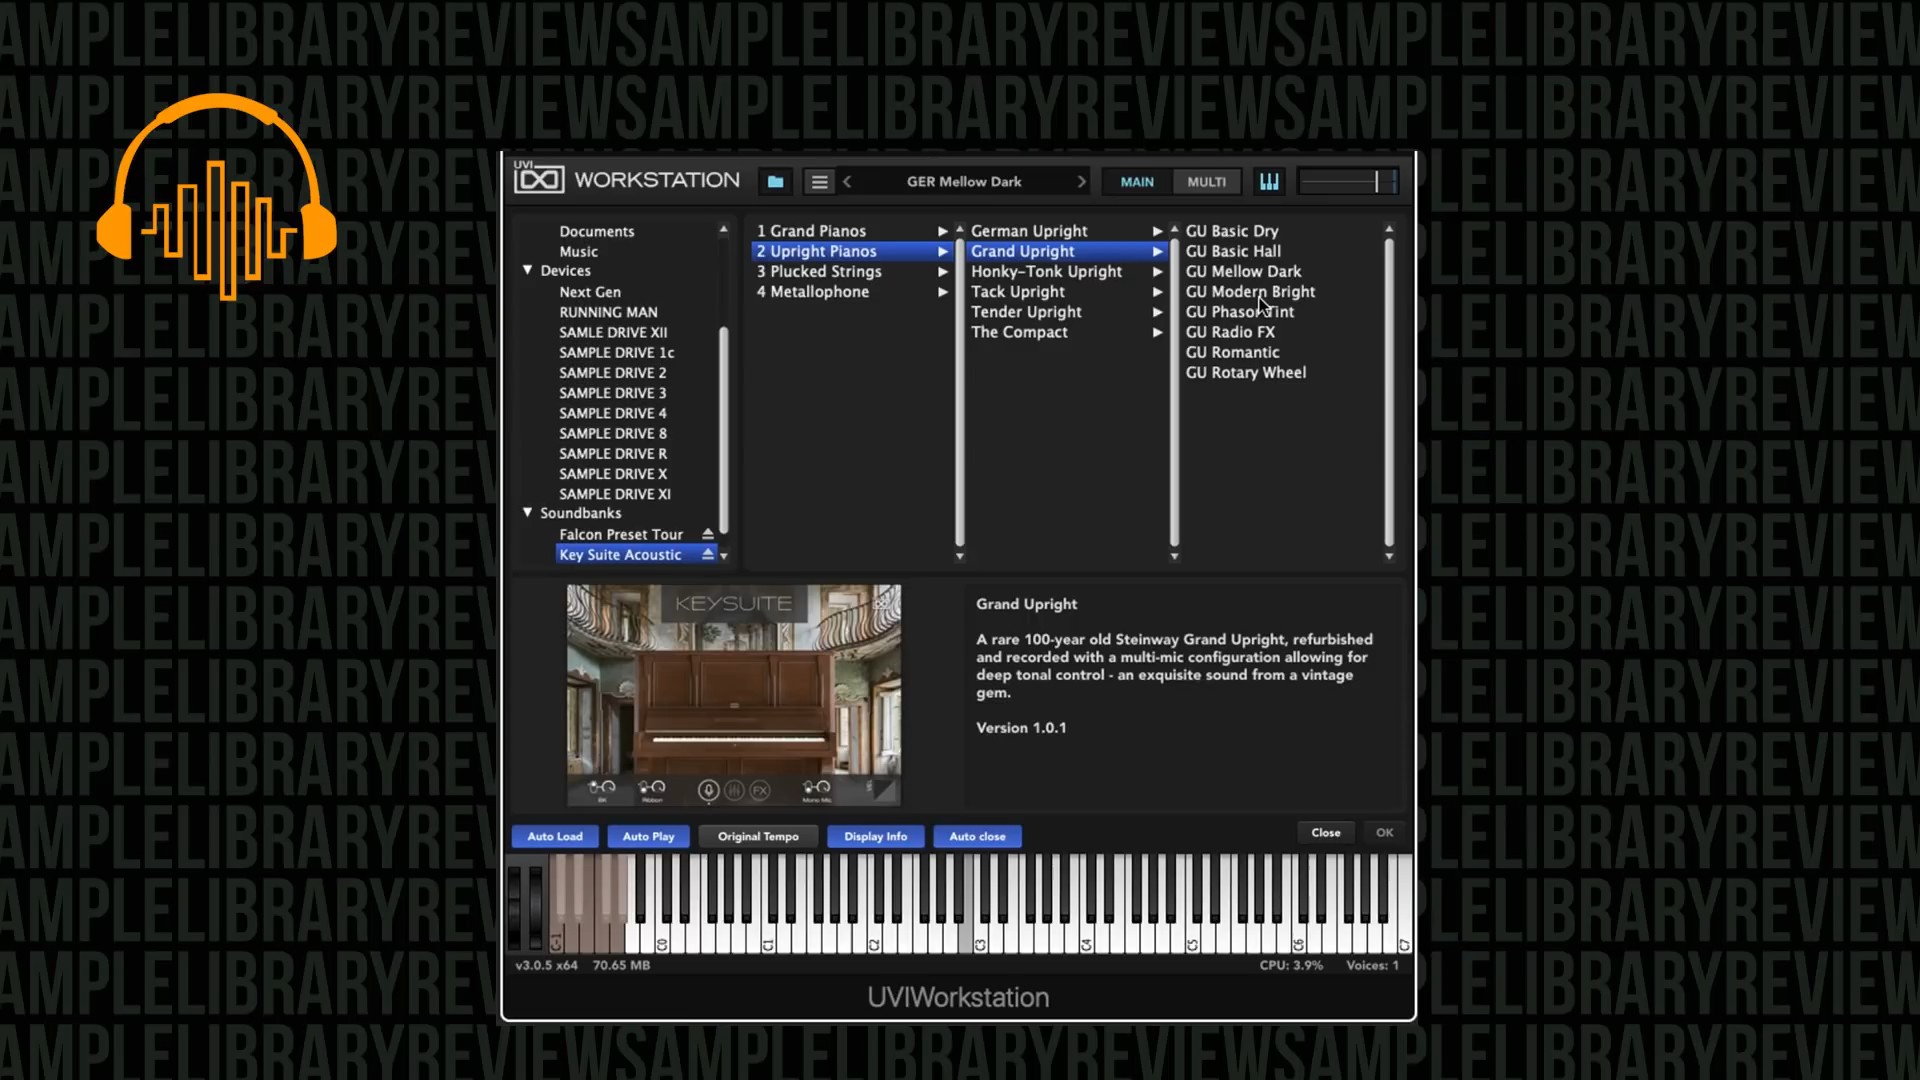 SAMPLELIBRARYREVIEW
UVI
WORKSTATION
GER Mellow Dark
MAIN
MULTI
Documents
Music
Devices
Next Gen
RUNNING MAN
SAMLE DRIVE XII
SAMPLE DRIVE 1c
SAMPLE DRIVE 2
SAMPLE DRIVE 3
SAMPLE DRIVE 4
SAMPLE DRIVE 8
SAMPLE DRIVE R
SAMPLE DRIVE X
SAMPLE DRIVE XI
Soundbanks
Falcon Preset Tour
Key Suite Acoustic
1 Grand Pianos
2 Upright Pianos
3 Plucked Strings
4 Metallophone
German Upright
Grand Upright
Honky-Tonk Upright
Tack Upright
Tender Upright
The Compact
GU Basic Dry
GU Basic Hall
GU Mellow Dark
GU Modern Bright
GU Phasor Tint
GU Radio FX
GU Romantic
GU Rotary Wheel
KEYSUITE
Ribbon
FX
Mono Mic
Grand Upright
A rare 100-year old Steinway Grand Upright, refurbished
and recorded with a multi-mic configuration allowing for
deep tonal control - an exquisite sound from a vintage
gem.
Version 1.0.1
Auto Load
Auto Play
Original Tempo
Display Info
Auto close
Close
OK
C-1
C0
C1
C2
C3
C4
C5
C6
C7
v3.0.5 x64
70.65 MB
CPU: 3.9%
Voices: 1
UVIWorkstation